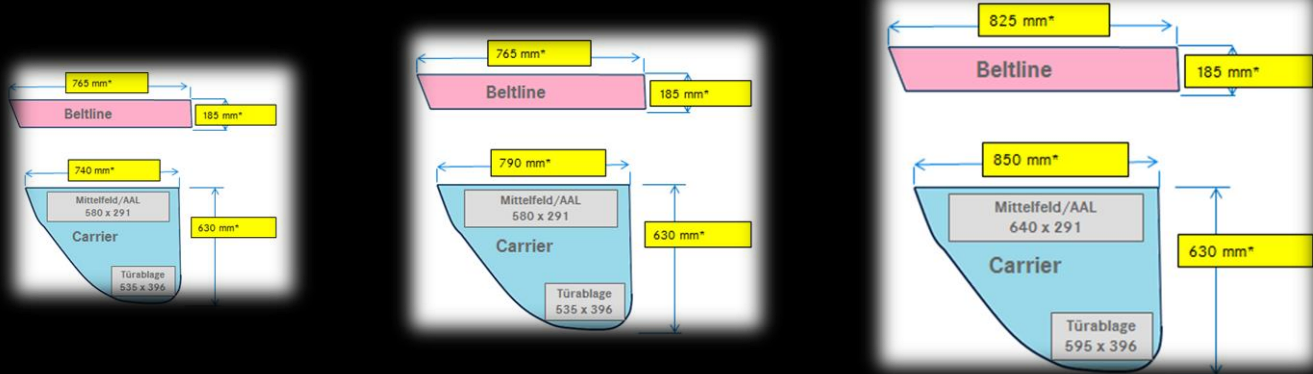 765 mm*
Beltline
185 mm*
740 mm*
Mittelfeld/AAL
580 x 291
Carrier
630 mm*
Türablage
535 x 396
765 mm*
Beltline
185 mm*
790 mm*
Mittelfeld/AAL
580 x 291
Carrier
630 mm*
Türablage
535 x 396
825 mm*
Beltline
185 mm*
850 mm*
Mittelfeld/AAL
640 x 291
Carrier
630 mm*
Türablage
595 x 396